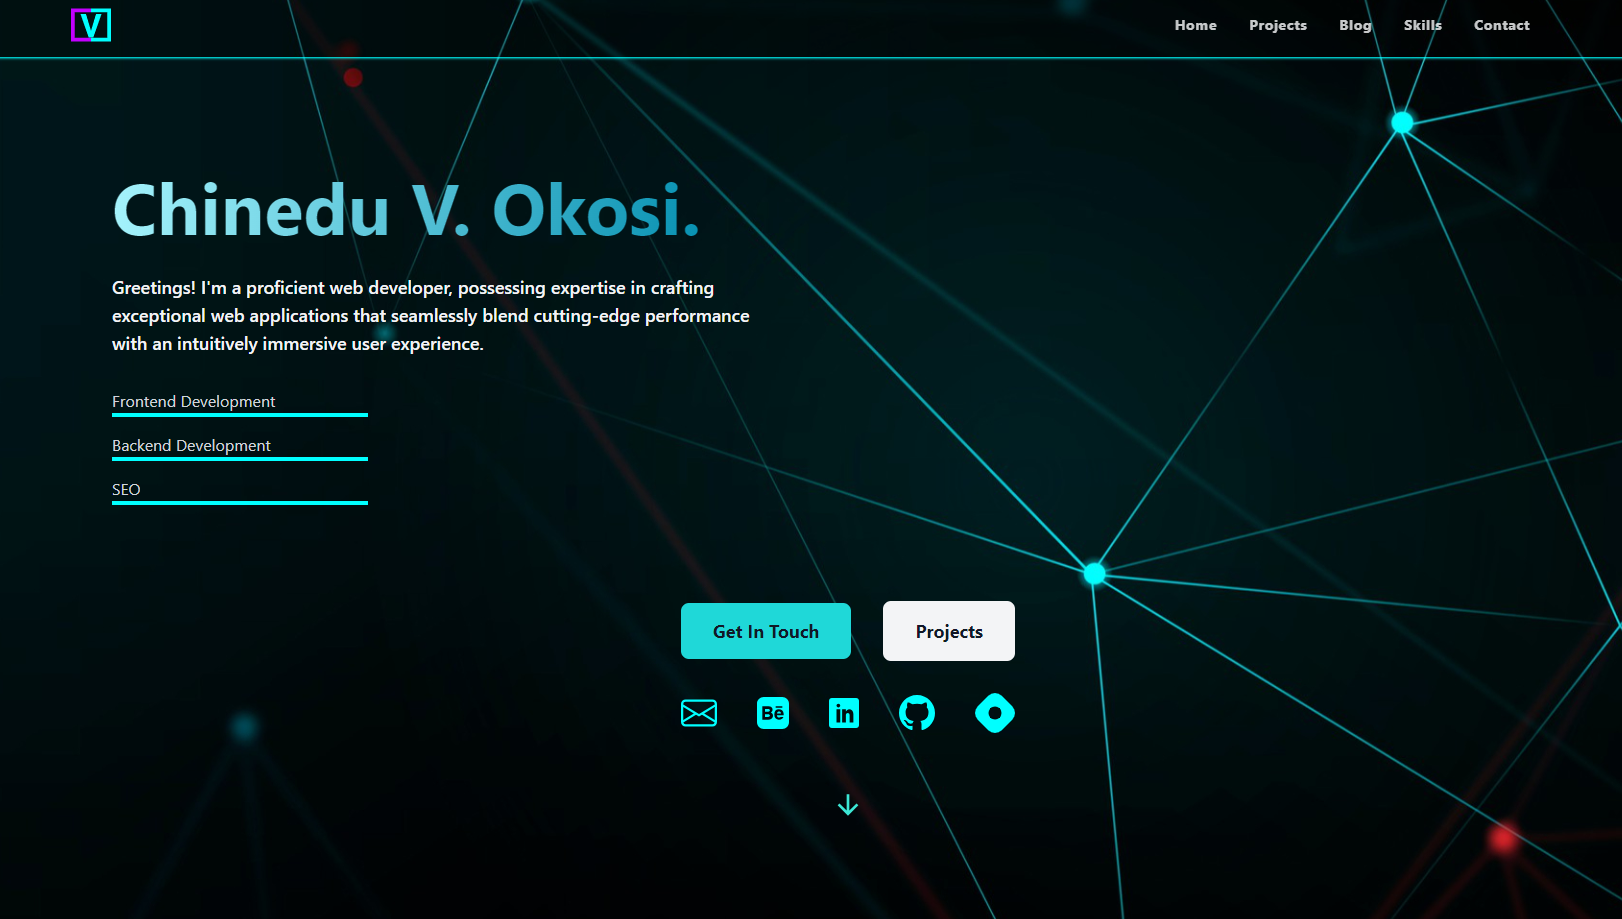 V
Home Projects Blog Skills Contact
Chinedu V. Okosi.
Greetings! I'm a proficient web developer, possessing expertise in crafting
exceptional web applications that seamlessly blend cutting-edge performance
with an intuitively immersive user experience.
Frontend Development
Backend Development
SEO
Get In Touch Projects
Bē in